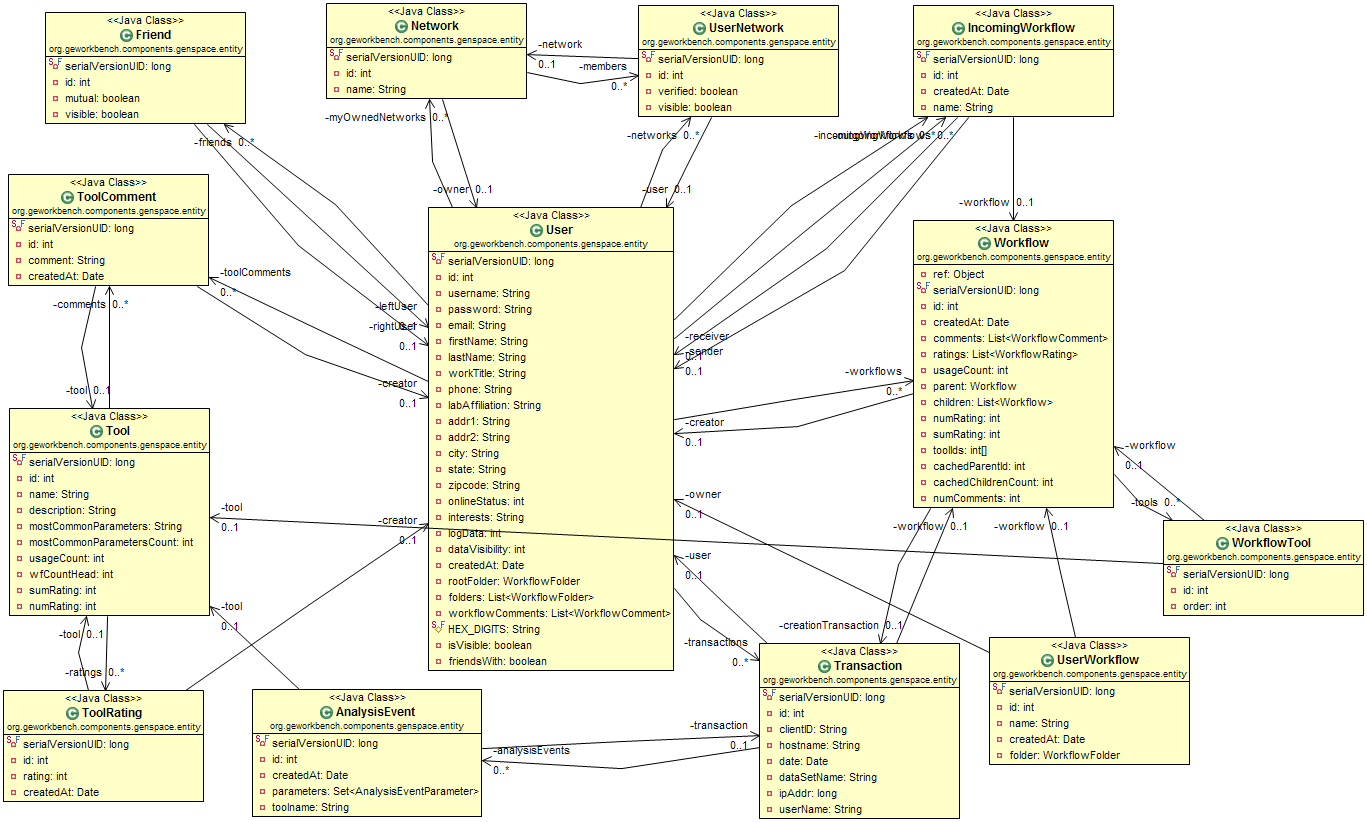 <<Java Class>>
Friend
org.geworkbench.components.genspace.entity
serialVersionUID: long
id: int
mutual: boolean
visible: boolean
<<Java Class>>
Network
org.geworkbench.components.genspace.entity
serialVersionUID: long
id: int
name: String
<<Java Class>>
UserNetwork
org.geworkbench.components.genspace.entity
serialVersionUID: long
id: int
verified: boolean
visible: boolean
<<Java Class>>
IncomingWorkflow
org.geworkbench.components.genspace.entity
serialVersionUID: long
id: int
createdAt: Date
name: String
-network
0..1
-members
0..*
-myOwnedNetworks 0..*
-owner 0..1
-networks 0..*
-user 0..1
-friends 0..*
-incomingWorkflows 0..*
-workflow 0..1
<<Java Class>>
ToolComment
org.geworkbench.components.genspace.entity
serialVersionUID: long
id: int
comment: String
createdAt: Date
-toolComments
0..*
-comments 0..*
-tool 0..1
-leftUser
0..1
-rightUser
0..1
-creator
0..1
<<Java Class>>
User
org.geworkbench.components.genspace.entity
serialVersionUID: long
id: int
username: String
password: String
email: String
firstName: String
lastName: String
workTitle: String
phone: String
labAffiliation: String
addr1: String
addr2: String
city: String
state: String
zipcode: String
onlineStatus: int
interests: String
logData: int
dataVisibility: int
createdAt: Date
rootFolder: WorkflowFolder
folders: List<WorkflowFolder>
workflowComments: List<WorkflowComment>
HEX_DIGITS: String
isVisible: boolean
friendsWith: boolean
-receiver
0..1
-sender
0..1
-workflows
0..*
-creator
0..1
<<Java Class>>
Workflow
org.geworkbench.components.genspace.entity
ref: Object
serialVersionUID: long
id: int
createdAt: Date
comments: List<WorkflowComment>
ratings: List<WorkflowRating>
usageCount: int
parent: Workflow
children: List<Workflow>
numRating: int
sumRating: int
toolIds: int[]
cachedParentId: int
cachedChildrenCount: int
numComments: int
-workflow
0..1
-tools 0..*
<<Java Class>>
Tool
org.geworkbench.components.genspace.entity
serialVersionUID: long
id: int
name: String
description: String
mostCommonParameters: String
mostCommonParametersCount: int
usageCount: int
wfCountHead: int
sumRating: int
numRating: int
-tool
0..1
-creator
0..1
-owner
0..1
-workflow 0..1
-workflow 0..1
<<Java Class>>
WorkflowTool
org.geworkbench.components.genspace.entity
serialVersionUID: long
id: int
order: int
-user
0..1
-tool
0..1
-tool 0..1
-ratings 0..*
-transactions
0..*
-creationTransaction 0..1
<<Java Class>>
ToolRating
org.geworkbench.components.genspace.entity
serialVersionUID: long
id: int
rating: int
createdAt: Date
<<Java Class>>
AnalysisEvent
org.geworkbench.components.genspace.entity
serialVersionUID: long
id: int
createdAt: Date
parameters: Set<AnalysisEventParameter>
toolname: String
-transaction
0..1
-analysisEvents
0..*
<<Java Class>>
Transaction
org.geworkbench.components.genspace.entity
serialVersionUID: long
id: int
clientID: String
hostname: String
date: Date
dataSetName: String
ipAddr: long
userName: String
<<Java Class>>
UserWorkflow
org.geworkbench.components.genspace.entity
serialVersionUID: long
id: int
name: String
createdAt: Date
folder: WorkflowFolder